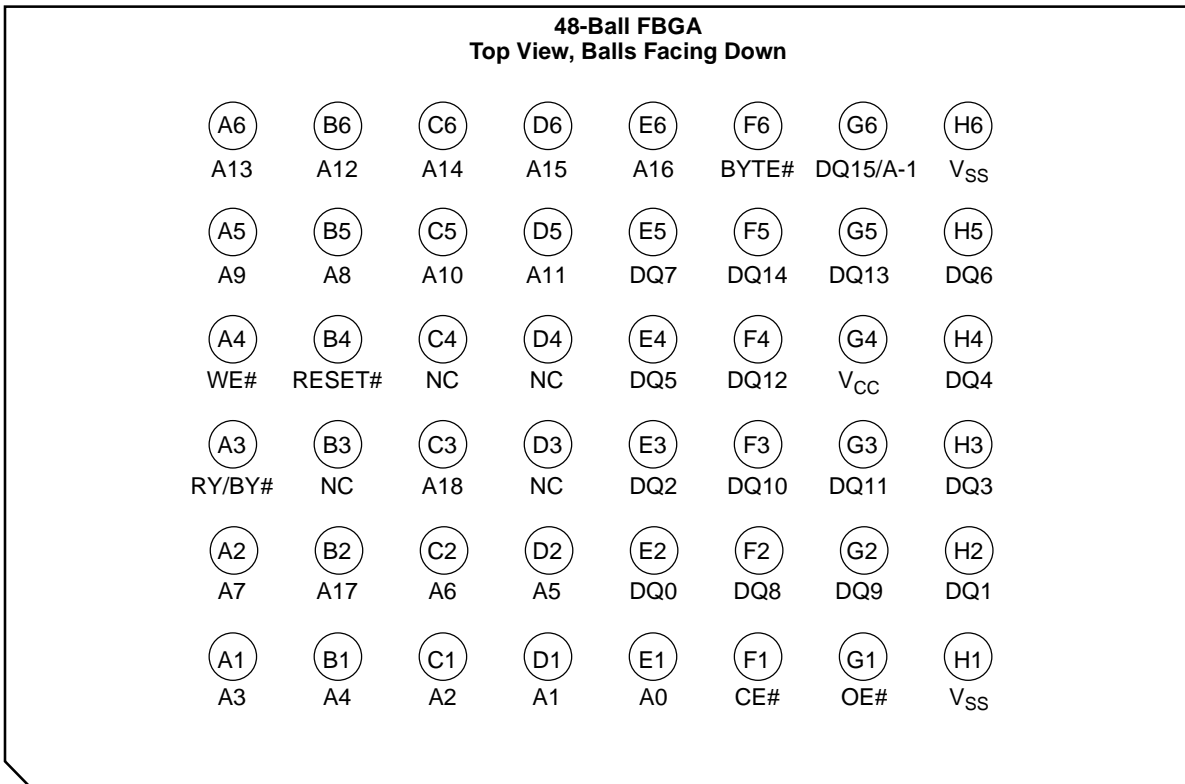 48-Ball FBGA
Top View, Balls Facing Down
A6 B6 C6 D6 E6 F6 G6 H6
A13 A12 A14 A15 A16 BYTE# DQ15/A-1 VSS
A5 B5 C5 D5 E5 F5 G5 H5
A9 A8 A10 A11 DQ7 DQ14 DQ13 DQ6
A4 B4 C4 D4 E4 F4 G4 H4
WE# RESET# NC NC DQ5 DQ12 VCC DQ4
A3 B3 C3 D3 E3 F3 G3 H3
RY/BY# NC A18 NC DQ2 DQ10 DQ11 DQ3
A2 B2 C2 D2 E2 F2 G2 H2
A7 A17 A6 A5 DQ0 DQ8 DQ9 DQ1
A1 B1 C1 D1 E1 F1 G1 H1
A3 A4 A2 A1 A0 CE# OE# VSS